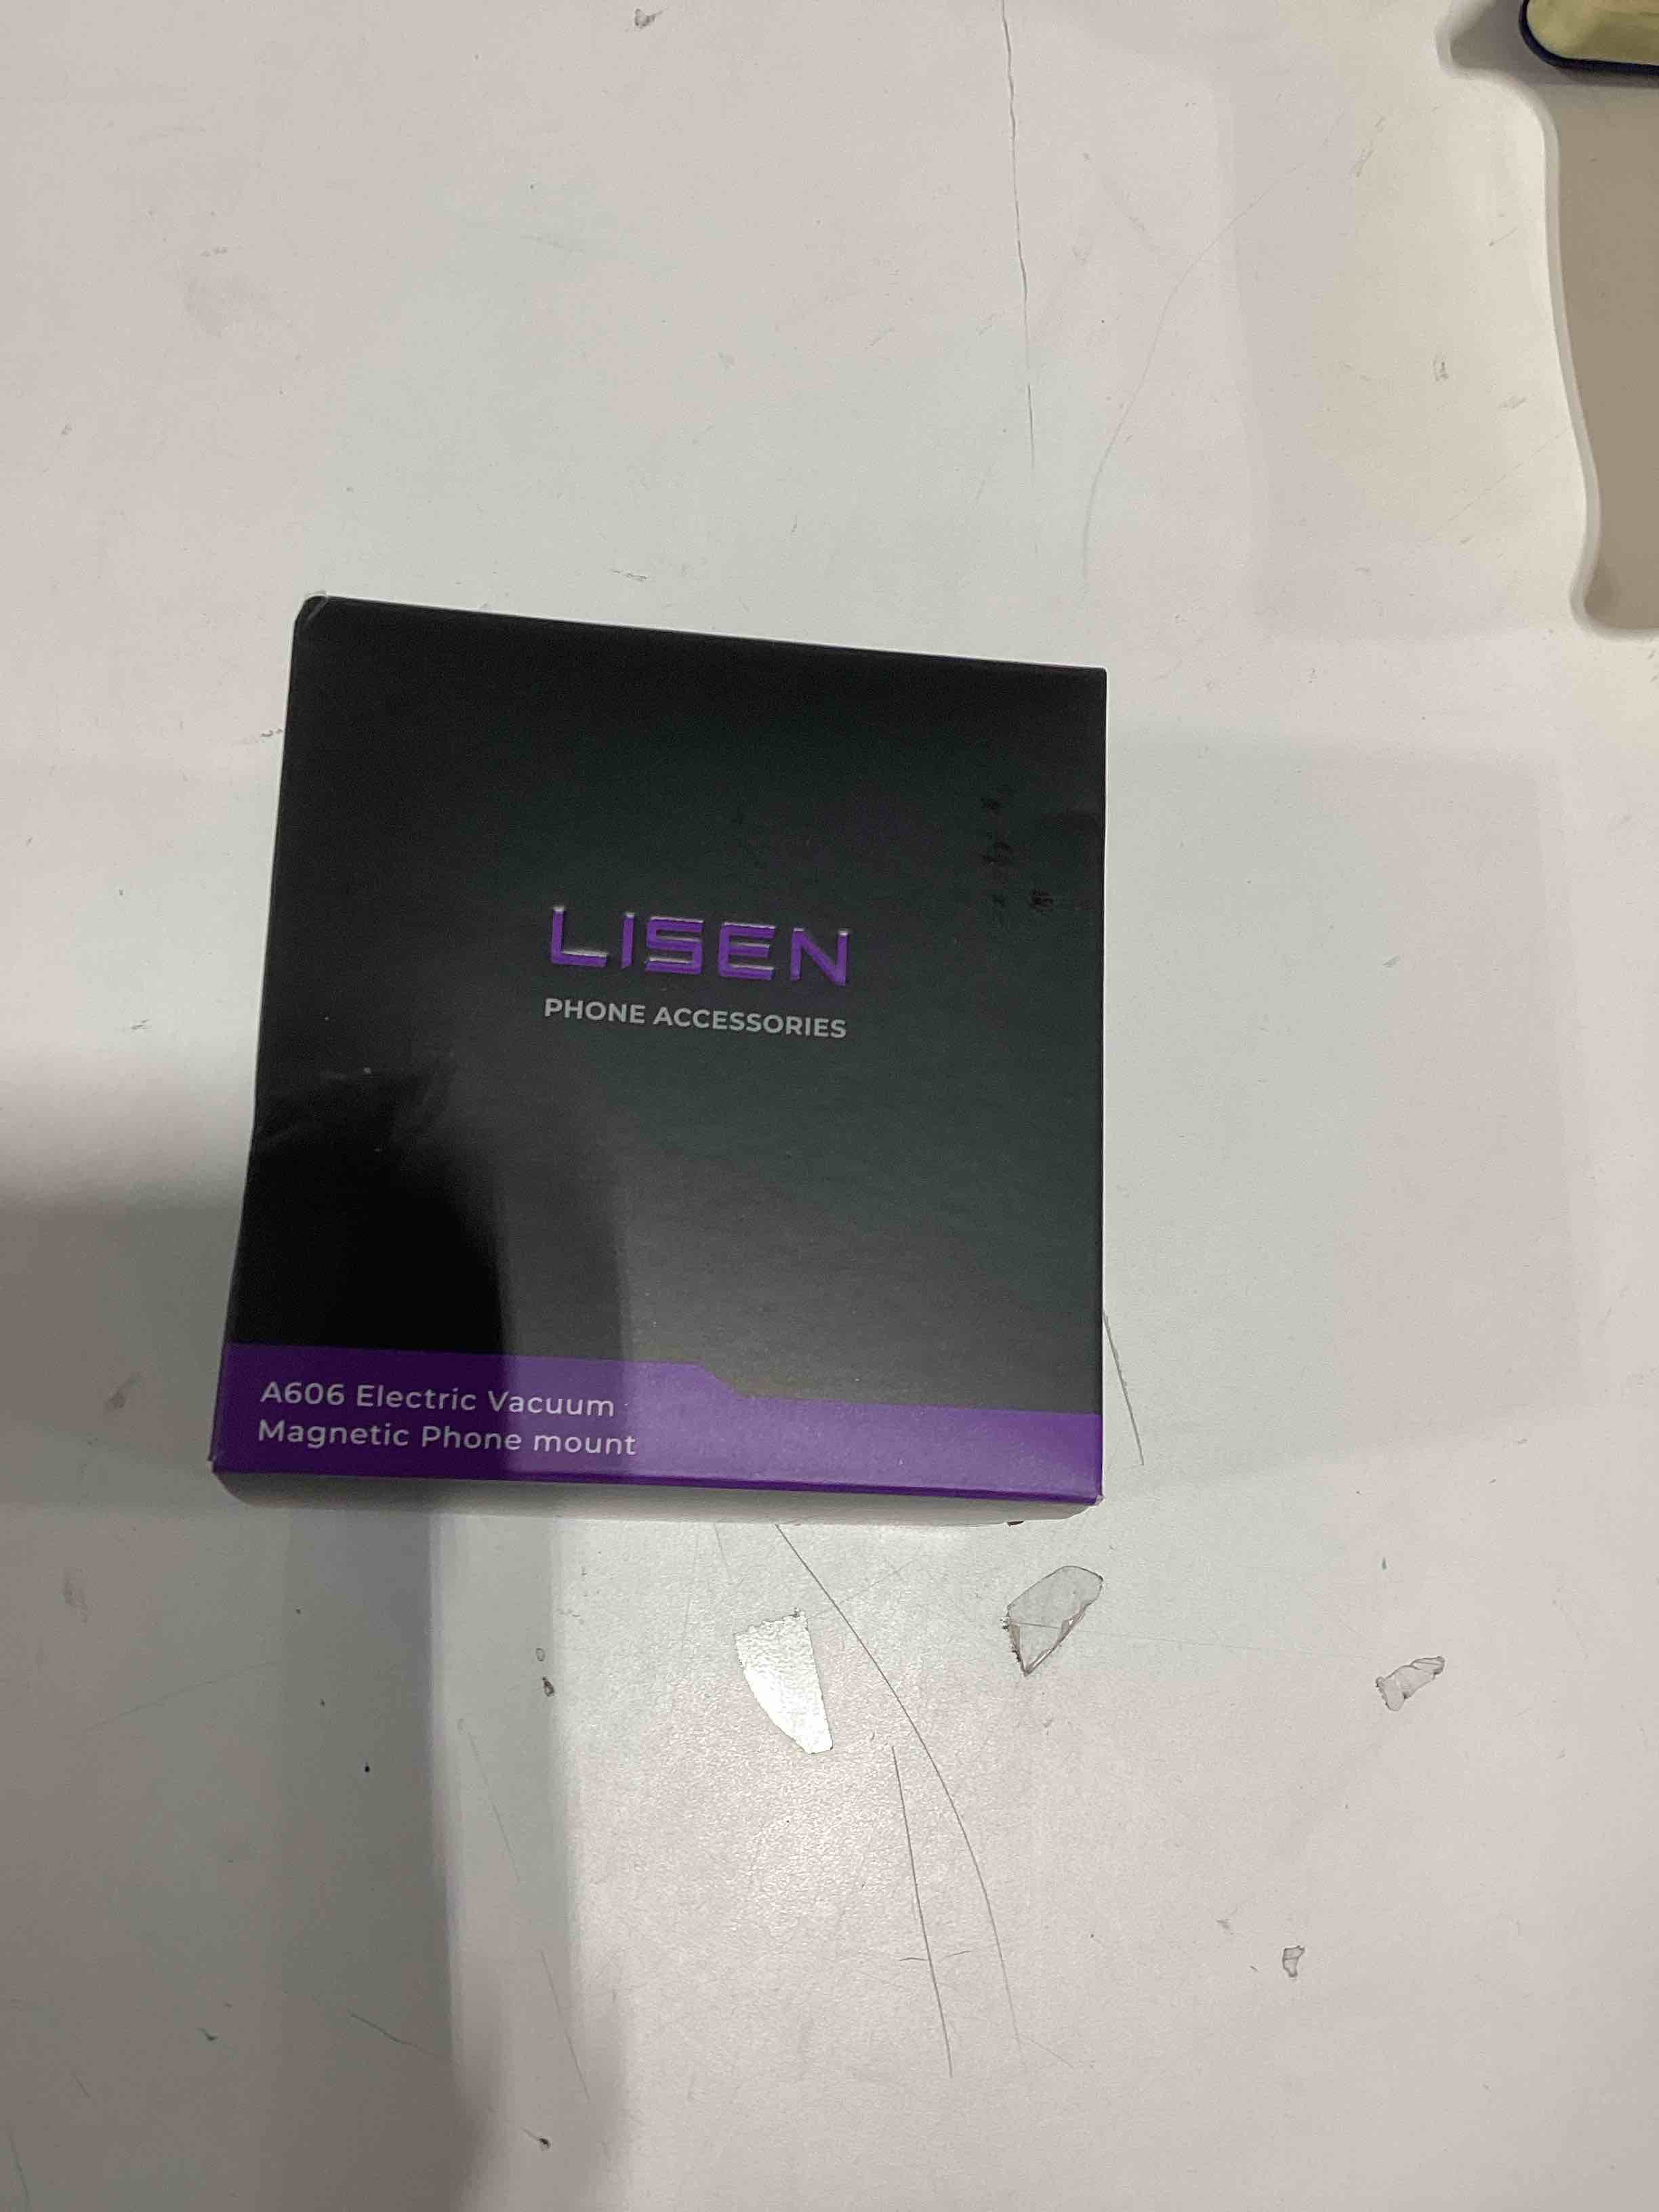 LISEN
PHONE ACCESSORIES
A606 Electric Vacuum
Magnetic Phone mount